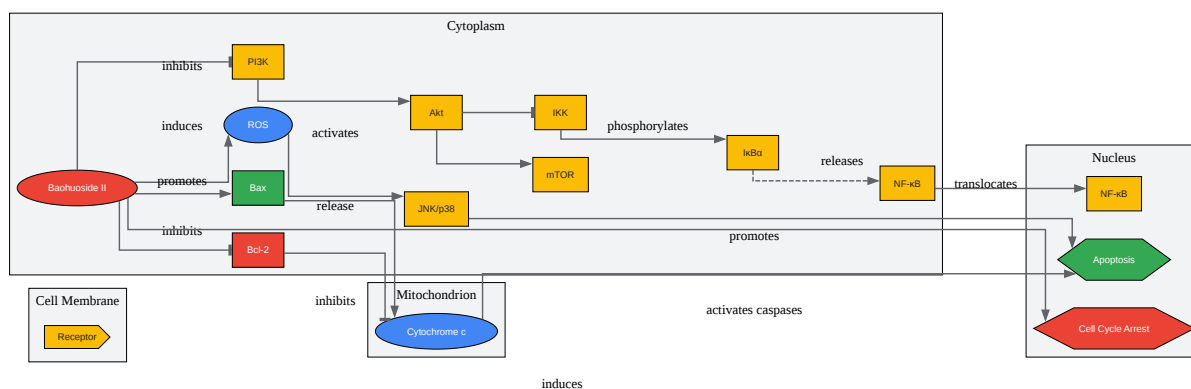 Cytoplasm
PI3K
inhibits
Akt
IKK
ROS
induces
activates
phosphorylates
IκBα
releases
Nucleus
mTOR
Baohuoside II
promotes
Bax
NF-κB
translocates
NF-κB
release
JNK/p38
inhibits
Bcl-2
promotes
Apoptosis
Cell Membrane
inhibits
Mitochondrion
activates caspases
Receptor
Cytochrome c
Cell Cycle Arrest
induces